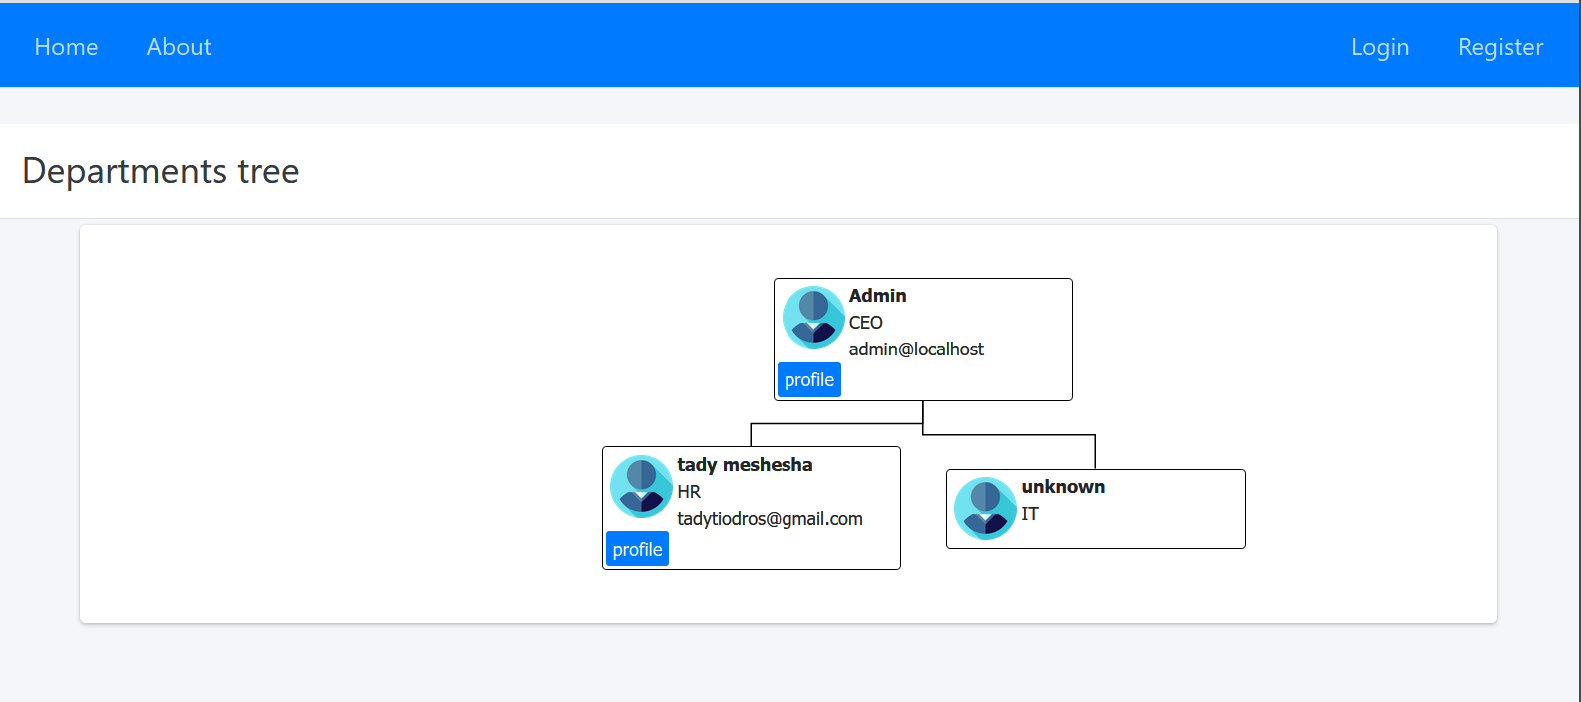 Home About Login Register
Departments tree
Admin
CEO
admin@localhost
profile
tady meshesha
HR
tadytiodros@gmail.com
profile
unknown
IT